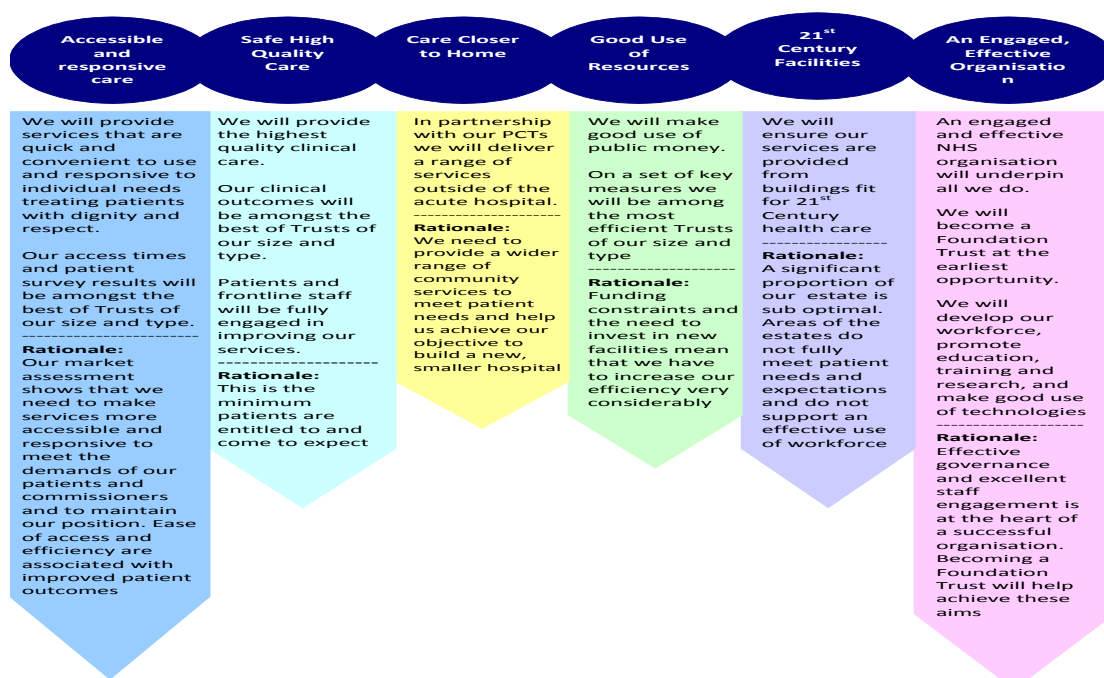 Accessible
and
responsive
care
Safe High
Quality
Care
Care Closer
to Home
Good Use
of
Resources
21st
Century
Facilities
An Engaged,
Effective
Organisatio
n
We will provide
services that are
quick and
convenient to use
and responsive to
individual needs
treating patients
with dignity and
respect.
Our access times
and patient
survey results will
be amongst the
best of Trusts of
our size and type.
------------------------
Rationale:
Our market
assessment
shows that we
need to make
services more
accessible and
responsive to
meet the
demands of our
patients and
commissioners
and to maintain
our position. Ease
of access and
efficiency are
associated with
improved patient
outcomes
We will provide
the highest
quality clinical
care.
Our clinical
outcomes will
be amongst the
best of Trusts of
our size and
type.
Patients and
frontline staff
will be fully
engaged in
improving our
services.
----------------------
Rationale:
This is the
minimum
patients are
entitled to and
come to expect
In partnership
with our PCTs
we will deliver
a range of
services
outside of the
acute hospital.
--------------------
Rationale:
We need to
provide a wider
range of
community
services to
meet patient
needs and help
us achieve our
objective to
build a new,
smaller hospital
We will make
good use of
public money.
On a set of key
measures we
will be among
the most
efficient Trusts
of our size and
type
--------------------
Rationale:
Funding
constraints and
the need to
invest in new
facilities mean
that we have
to increase our
efficiency very
considerably
We will
ensure our
services are
provided
from
buildings fit
for 21st
Century
health care
-----------------
Rationale:
A significant
proportion of
our estate is
sub optimal.
Areas of the
estates do
not fully
meet patient
needs and
expectations
and do not
support an
effective use
of workforce
An engaged
and effective
NHS
organisation
will underpin
all we do.
We will
become a
Foundation
Trust at the
earliest
opportunity.
We will
develop our
workforce,
promote
education,
training and
research, and
make good use
of technologies
--------------------
Rationale:
Effective
governance
and excellent
staff
engagement is
at the heart of
a successful
organisation.
Becoming a
Foundation
Trust will help
achieve these
aims